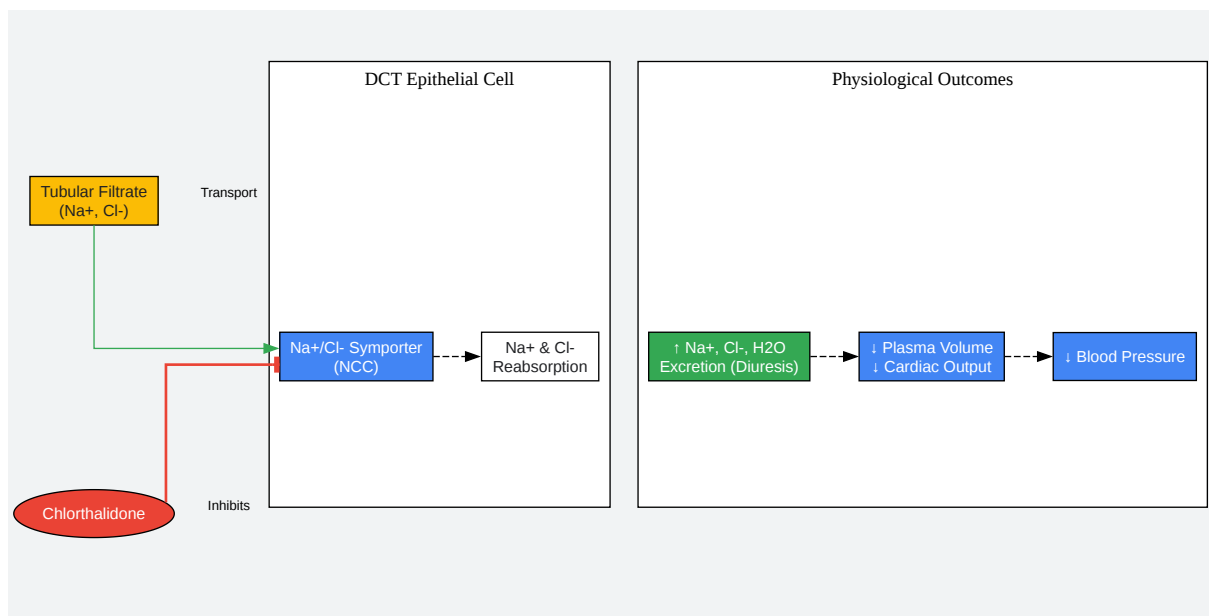 DCT Epithelial Cell
Physiological Outcomes
Tubular Filtrate
(Na+, Cl-)
Transport
Na+/Cl- Symporter
(NCC)
Na+ & Cl-
Reabsorption
↑ Na+, Cl-, H2O
Excretion (Diuresis)
↓ Plasma Volume
↓ Cardiac Output
↓ Blood Pressure
Chlorthalidone
Inhibits